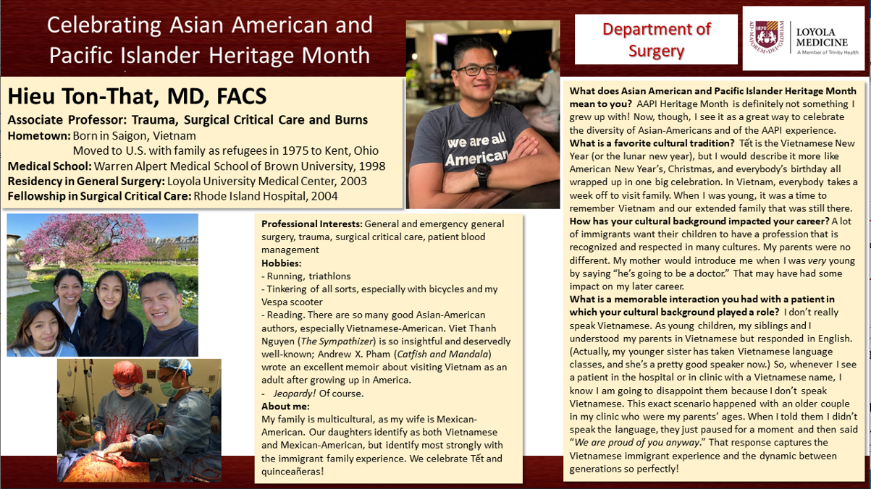 Celebrating Asian American and
Pacific Islander Heritage Month
Department of
Surgery
1870
LOYOLA
MEDICINE
A Member of Trinity Health
Hieu Ton-That, MD, FACS
Associate Professor: Trauma, Surgical Critical Care and Burns
Hometown: Born in Saigon, Vietnam
Moved to U.S. with family as refugees in 1975 to Kent, Ohio
Medical School: Warren Alpert Medical School of Brown University, 1998
Residency in General Surgery: Loyola University Medical Center, 2003
Fellowship in Surgical Critical Care: Rhode Island Hospital, 2004
we are all
American
Professional Interests: General and emergency general
surgery, trauma, surgical critical care, patient blood
management
Hobbies:
- Running, triathlons
- Tinkering of all sorts, especially with bicycles and my
Vespa scooter
- Reading. There are so many good Asian-American
authors, especially Vietnamese-American. Viet Thanh
Nguyen (The Sympathizer) is so insightful and deservedly
well-known; Andrew X. Pham (Catfish and Mandala)
wrote an excellent memoir about visiting Vietnam as an
adult after growing up in America.
- Jeopardy! Of course.
About me:
My family is multicultural, as my wife is Mexican-
American. Our daughters identify as both Vietnamese
and Mexican-American, but identify most strongly with
the immigrant family experience. We celebrate Tết and
quinceañeras!
What does Asian American and Pacific Islander Heritage Month
mean to you? AAPI Heritage Month is definitely not something I
grew up with! Now, though, I see it as a great way to celebrate
the diversity of Asian-Americans and of the AAPI experience.
What is a favorite cultural tradition? Tết is the Vietnamese New
Year (or the lunar new year), but I would describe it more like
American New Year's, Christmas, and everybody's birthday all
wrapped up in one big celebration. In Vietnam, everybody takes a
week off to visit family. When I was young, it was a time to
remember Vietnam and our extended family that was still there.
How has your cultural background impacted your career? A lot
of immigrants want their children to have a profession that is
recognized and respected in many cultures. My parents were no
different. My mother would introduce me when I was very young
by saying "he's going to be a doctor." That may have had some
impact on my later career.
What is a memorable interaction you had with a patient in
which your cultural background played a role? I don't really
speak Vietnamese. As young children, my siblings and I
understood my parents in Vietnamese but responded in English.
(Actually, my younger sister has taken Vietnamese language
classes, and she's a pretty good speaker now.) So, whenever I see
a patient in the hospital or in clinic with a Vietnamese name, I
know I am going to disappoint them because I don't speak
Vietnamese. This exact scenario happened with an older couple
in my clinic who were my parents' ages. When I told them I didn't
speak the language, they just paused for a moment and then said
"We are proud of you anyway." That response captures the
Vietnamese immigrant experience and the dynamic between
generations so perfectly!